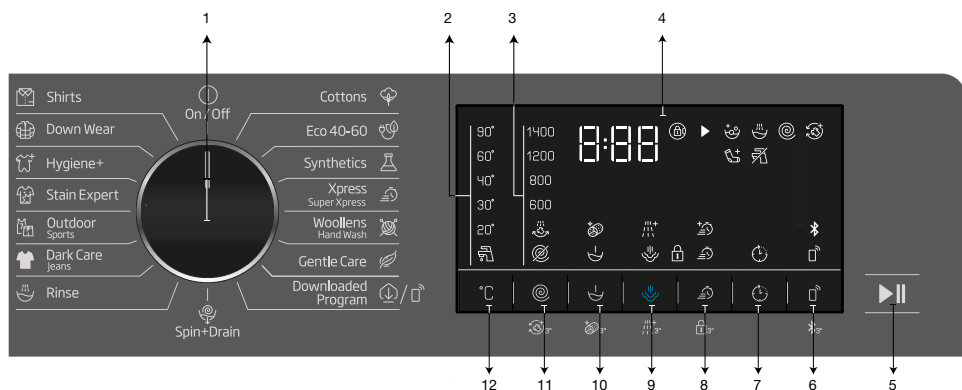 1
2
3
4
Shirts
On / Off
Cottons
Down Wear
Eco 40-60
Hygiene+
Synthetics
Stain Expert
Xpress
Super Xpress
Outdoor
Sports
Woollens
Hand Wash
Dark Care
Jeans
Gentle Care
Rinse
Downloaded
Program
/
Spin+Drain
90°
1400
8:88
60°
1200
40°
800
30°
600
20°
°C
3"
3"
3"
3"
3"
12
11
10
9
8
7
6
5